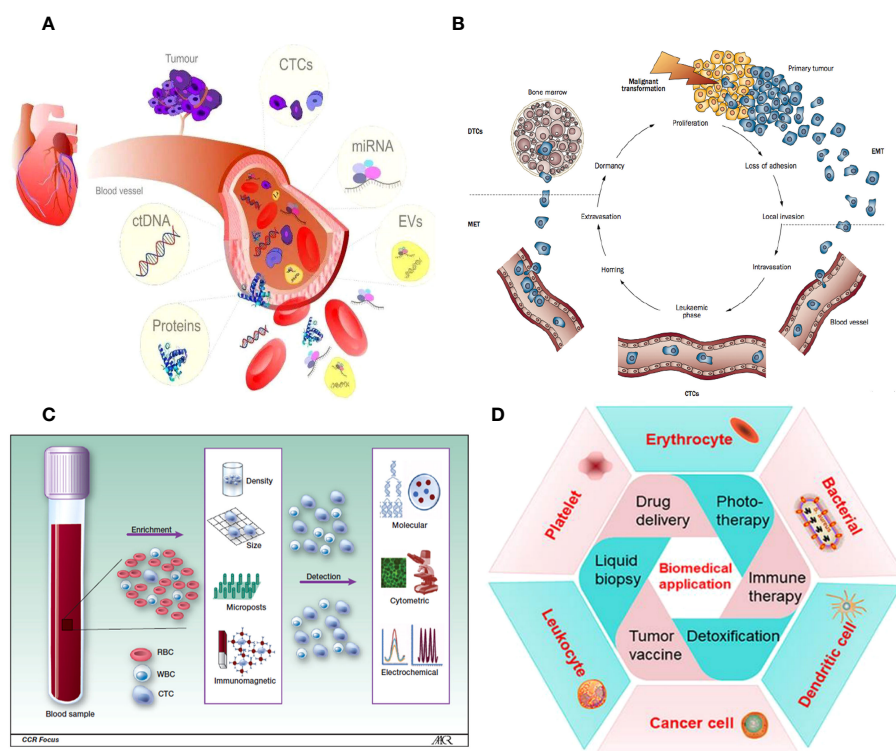 A
Tumour
CTCs
miRNA
Blood vessel
ctDNA
EVs
Proteins
B
Malignant
transformation
Primary tumour
Bone marrow
Proliferation
DTCs
EMT
Dormancy
Loss of adhesion
MET
Extravasation
Local invasion
Homing
Intravasation
Leukaemic
phase
Blood vessel
CTCs
C
Enrichment
Density
Size
Microposts
Immunomagnetic
Detection
Molecular
Cytometric
Electrochemical
RBC
WBC
CTC
Blood sample
CCR Focus
AACR
D
Erythrocyte
Platelet
Bacterial
Drug
delivery
Photo-
therapy
Liquid
biopsy
Biomedical
application
Immune
therapy
Tumor
vaccine
Detoxification
Leukocyte
Dendritic cell
Cancer cell